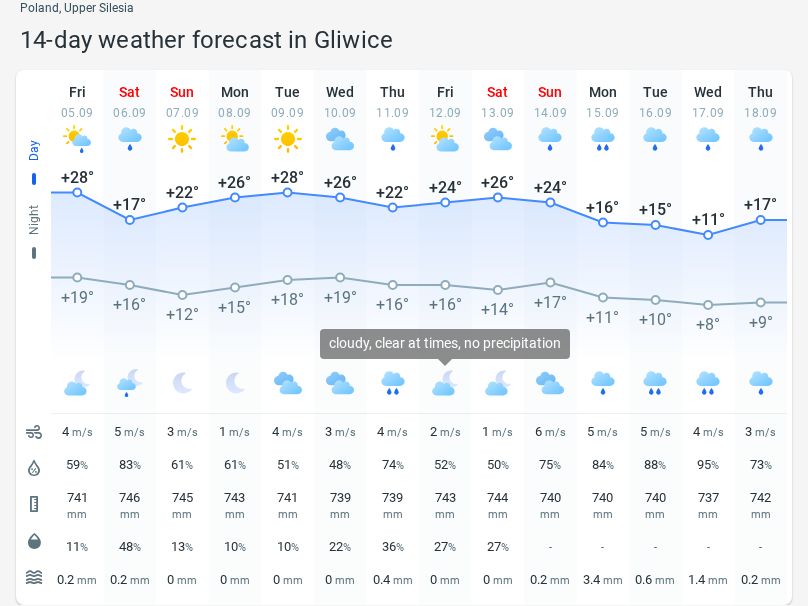 Poland, Upper Silesia
14-day weather forecast in Gliwice
Fri Sat Sun Mon Tue Wed Thu Fri Sat Sun Mon Tue Wed Thu
05.09 06.09 07.09 08.09 09.09 10.09 11.09 12.09 13.09 14.09 15.09 16.09 17.09 18.09
Day
+28° +17° +22° +26° +28° +26° +22° +24° +26° +24° +16° +15° +11° +17°
Night
+19° +16° +12° +15° +18° +19° +16° +16° +14° +17° +11° +10° +8° +9°
cloudy, clear at times, no precipitation
4 m/s 5 m/s 3 m/s 1 m/s 4 m/s 3 m/s 4 m/s 2 m/s 1 m/s 6 m/s 5 m/s 5 m/s 4 m/s 3 m/s
59% 83% 61% 61% 51% 48% 74% 52% 50% 75% 84% 88% 95% 73%
741 746 745 743 741 739 739 743 744 740 740 740 737 742
mm mm mm mm mm mm mm mm mm mm mm mm mm mm
11% 48% 13% 10% 10% 22% 36% 27% 27% - - - - -
0.2 mm 0.2 mm 0 mm 0 mm 0 mm 0 mm 0.4 mm 0 mm 0 mm 0.2 mm 3.4 mm 0.6 mm 1.4 mm 0.2 mm